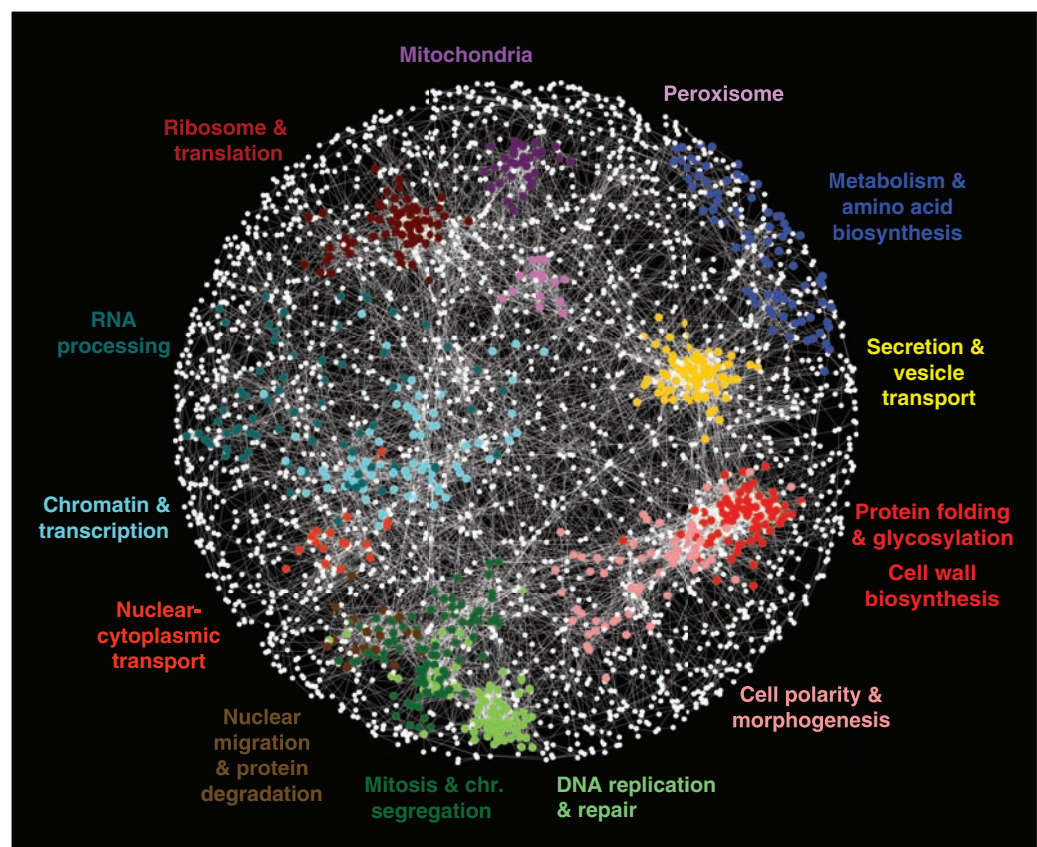 Mitochondria
Peroxisome
Ribosome &
translation
Metabolism &
amino acid
biosynthesis
RNA
processing
Secretion &
vesicle
transport
Chromatin &
transcription
Protein folding
& glycosylation
Cell wall
biosynthesis
Nuclear-
cytoplasmic
transport
Cell polarity &
morphogenesis
Nuclear
migration
& protein
degradation
Mitosis & chr.
segregation
DNA replication
& repair